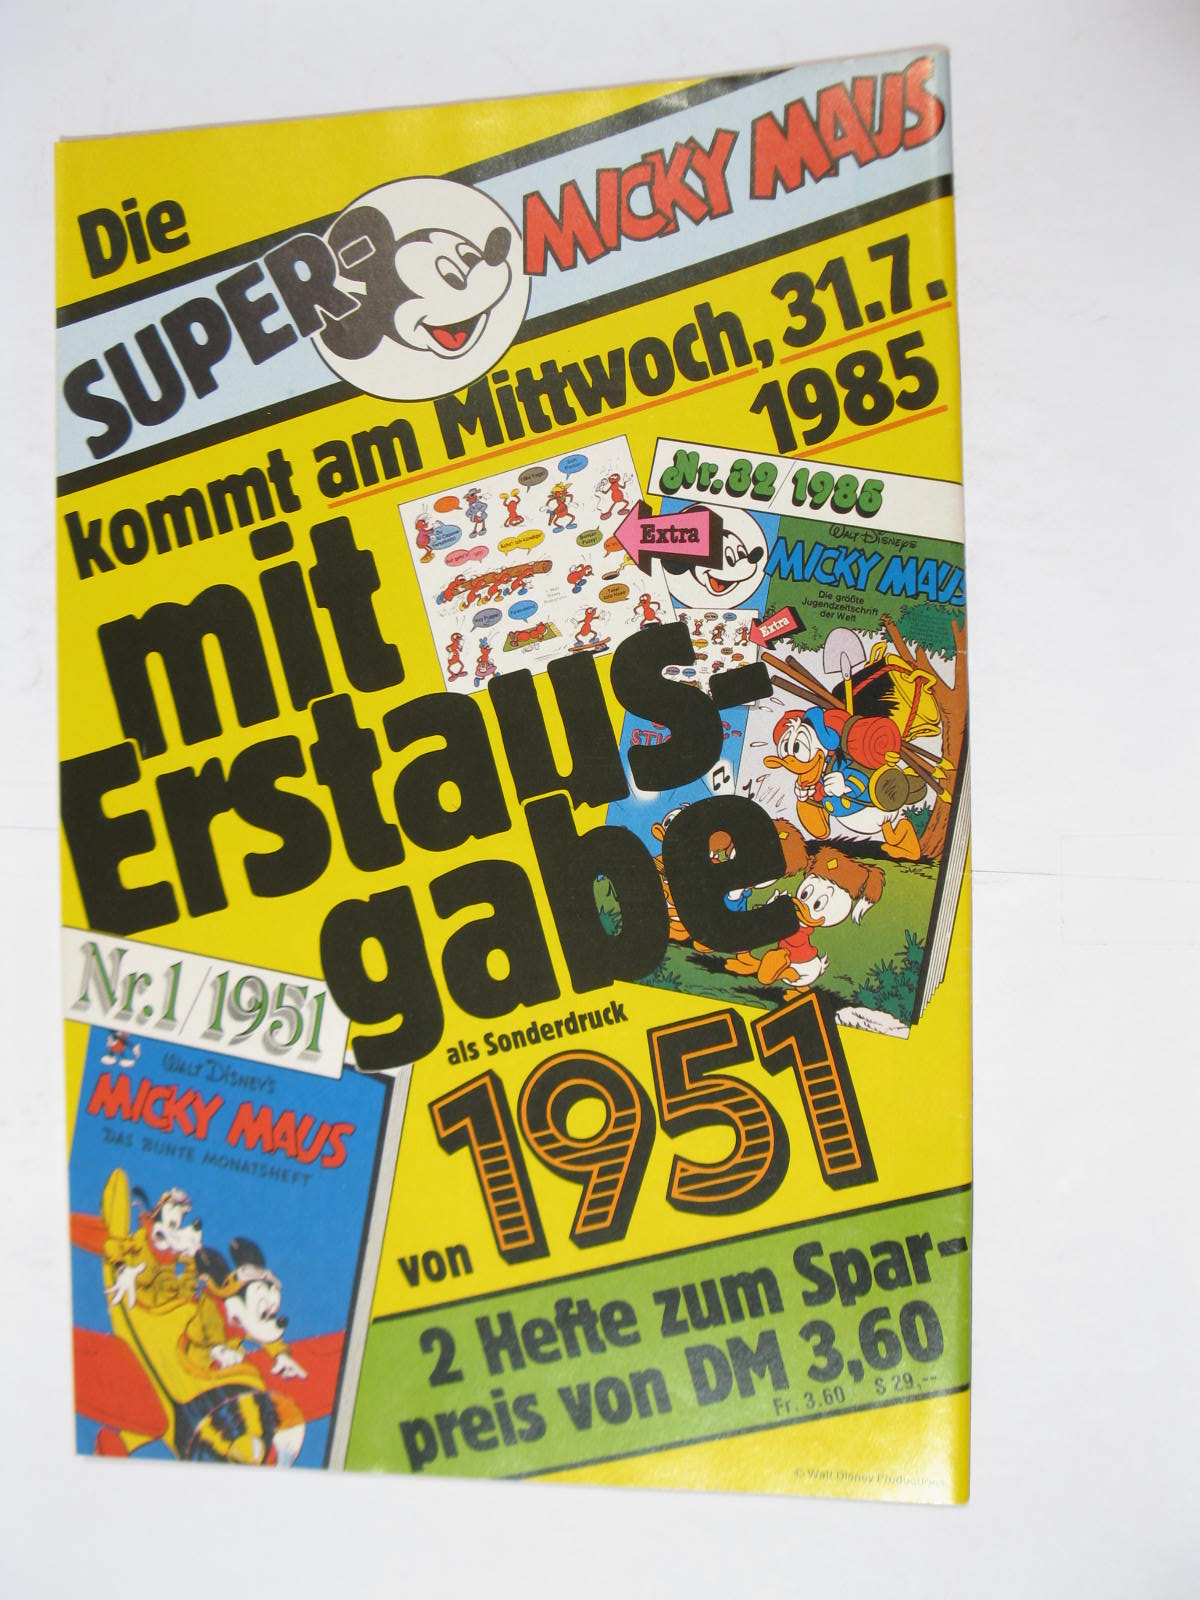 Die
SUPER-
MICKY MAUS
kommt am Mittwoch, 31.7.
1985
mit
Erstaus-
gabe
als Sonderdruck
von 1951
Nr. 32/1985
Extra
WALT DISNEY'S
MICKY MAUS
Die größte
Jugendzeitschrift
der Welt
Extra
Nr. 1/1951
WALT DISNEY'S
MICKY MAUS
DAS BUNTE MONATSHEFT
2 Hefte zum Spar-
preis von DM 3,60
Fr. 3.60 S 29,--
© Walt Disney Productions